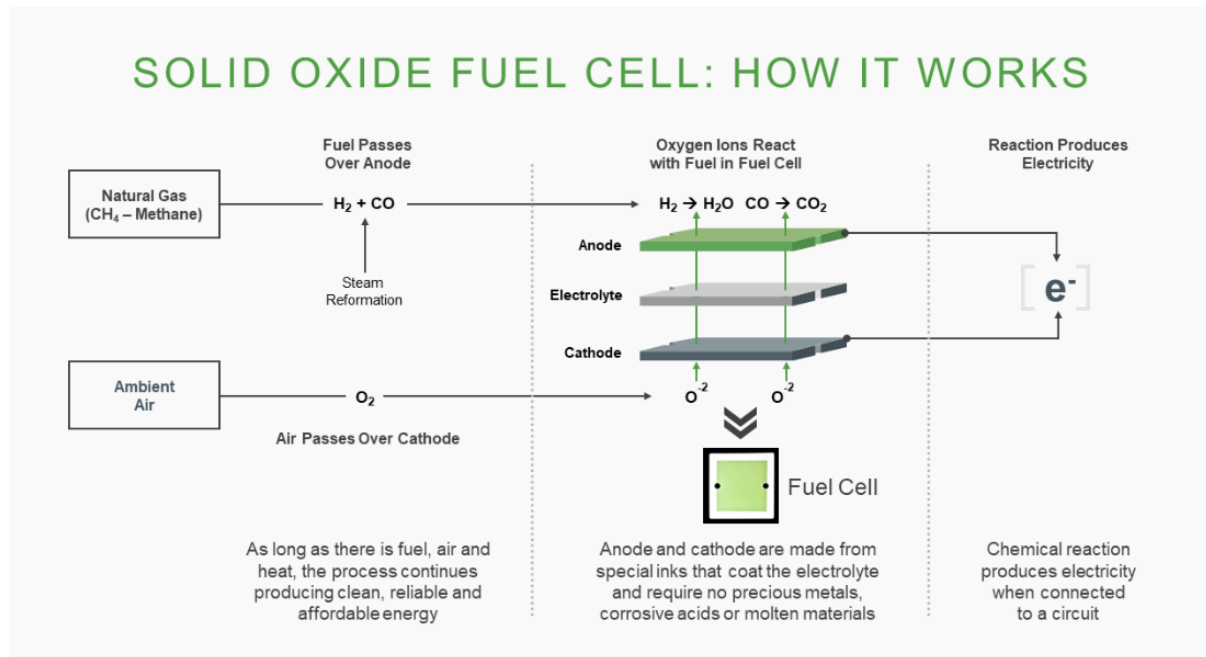 SOLID OXIDE FUEL CELL: HOW IT WORKS
Fuel Passes
Over Anode
Oxygen Ions React
with Fuel in Fuel Cell
Reaction Produces
Electricity
Natural Gas
(CH₄ – Methane)
H₂ + CO
H₂ → H₂O CO → CO₂
Steam
Reformation
Anode
Electrolyte
Cathode
[e⁻]
Ambient
Air
O₂
O⁻² O⁻²
Air Passes Over Cathode
Fuel Cell
As long as there is fuel, air and
heat, the process continues
producing clean, reliable and
affordable energy
Anode and cathode are made from
special inks that coat the electrolyte
and require no precious metals,
corrosive acids or molten materials
Chemical reaction
produces electricity
when connected
to a circuit